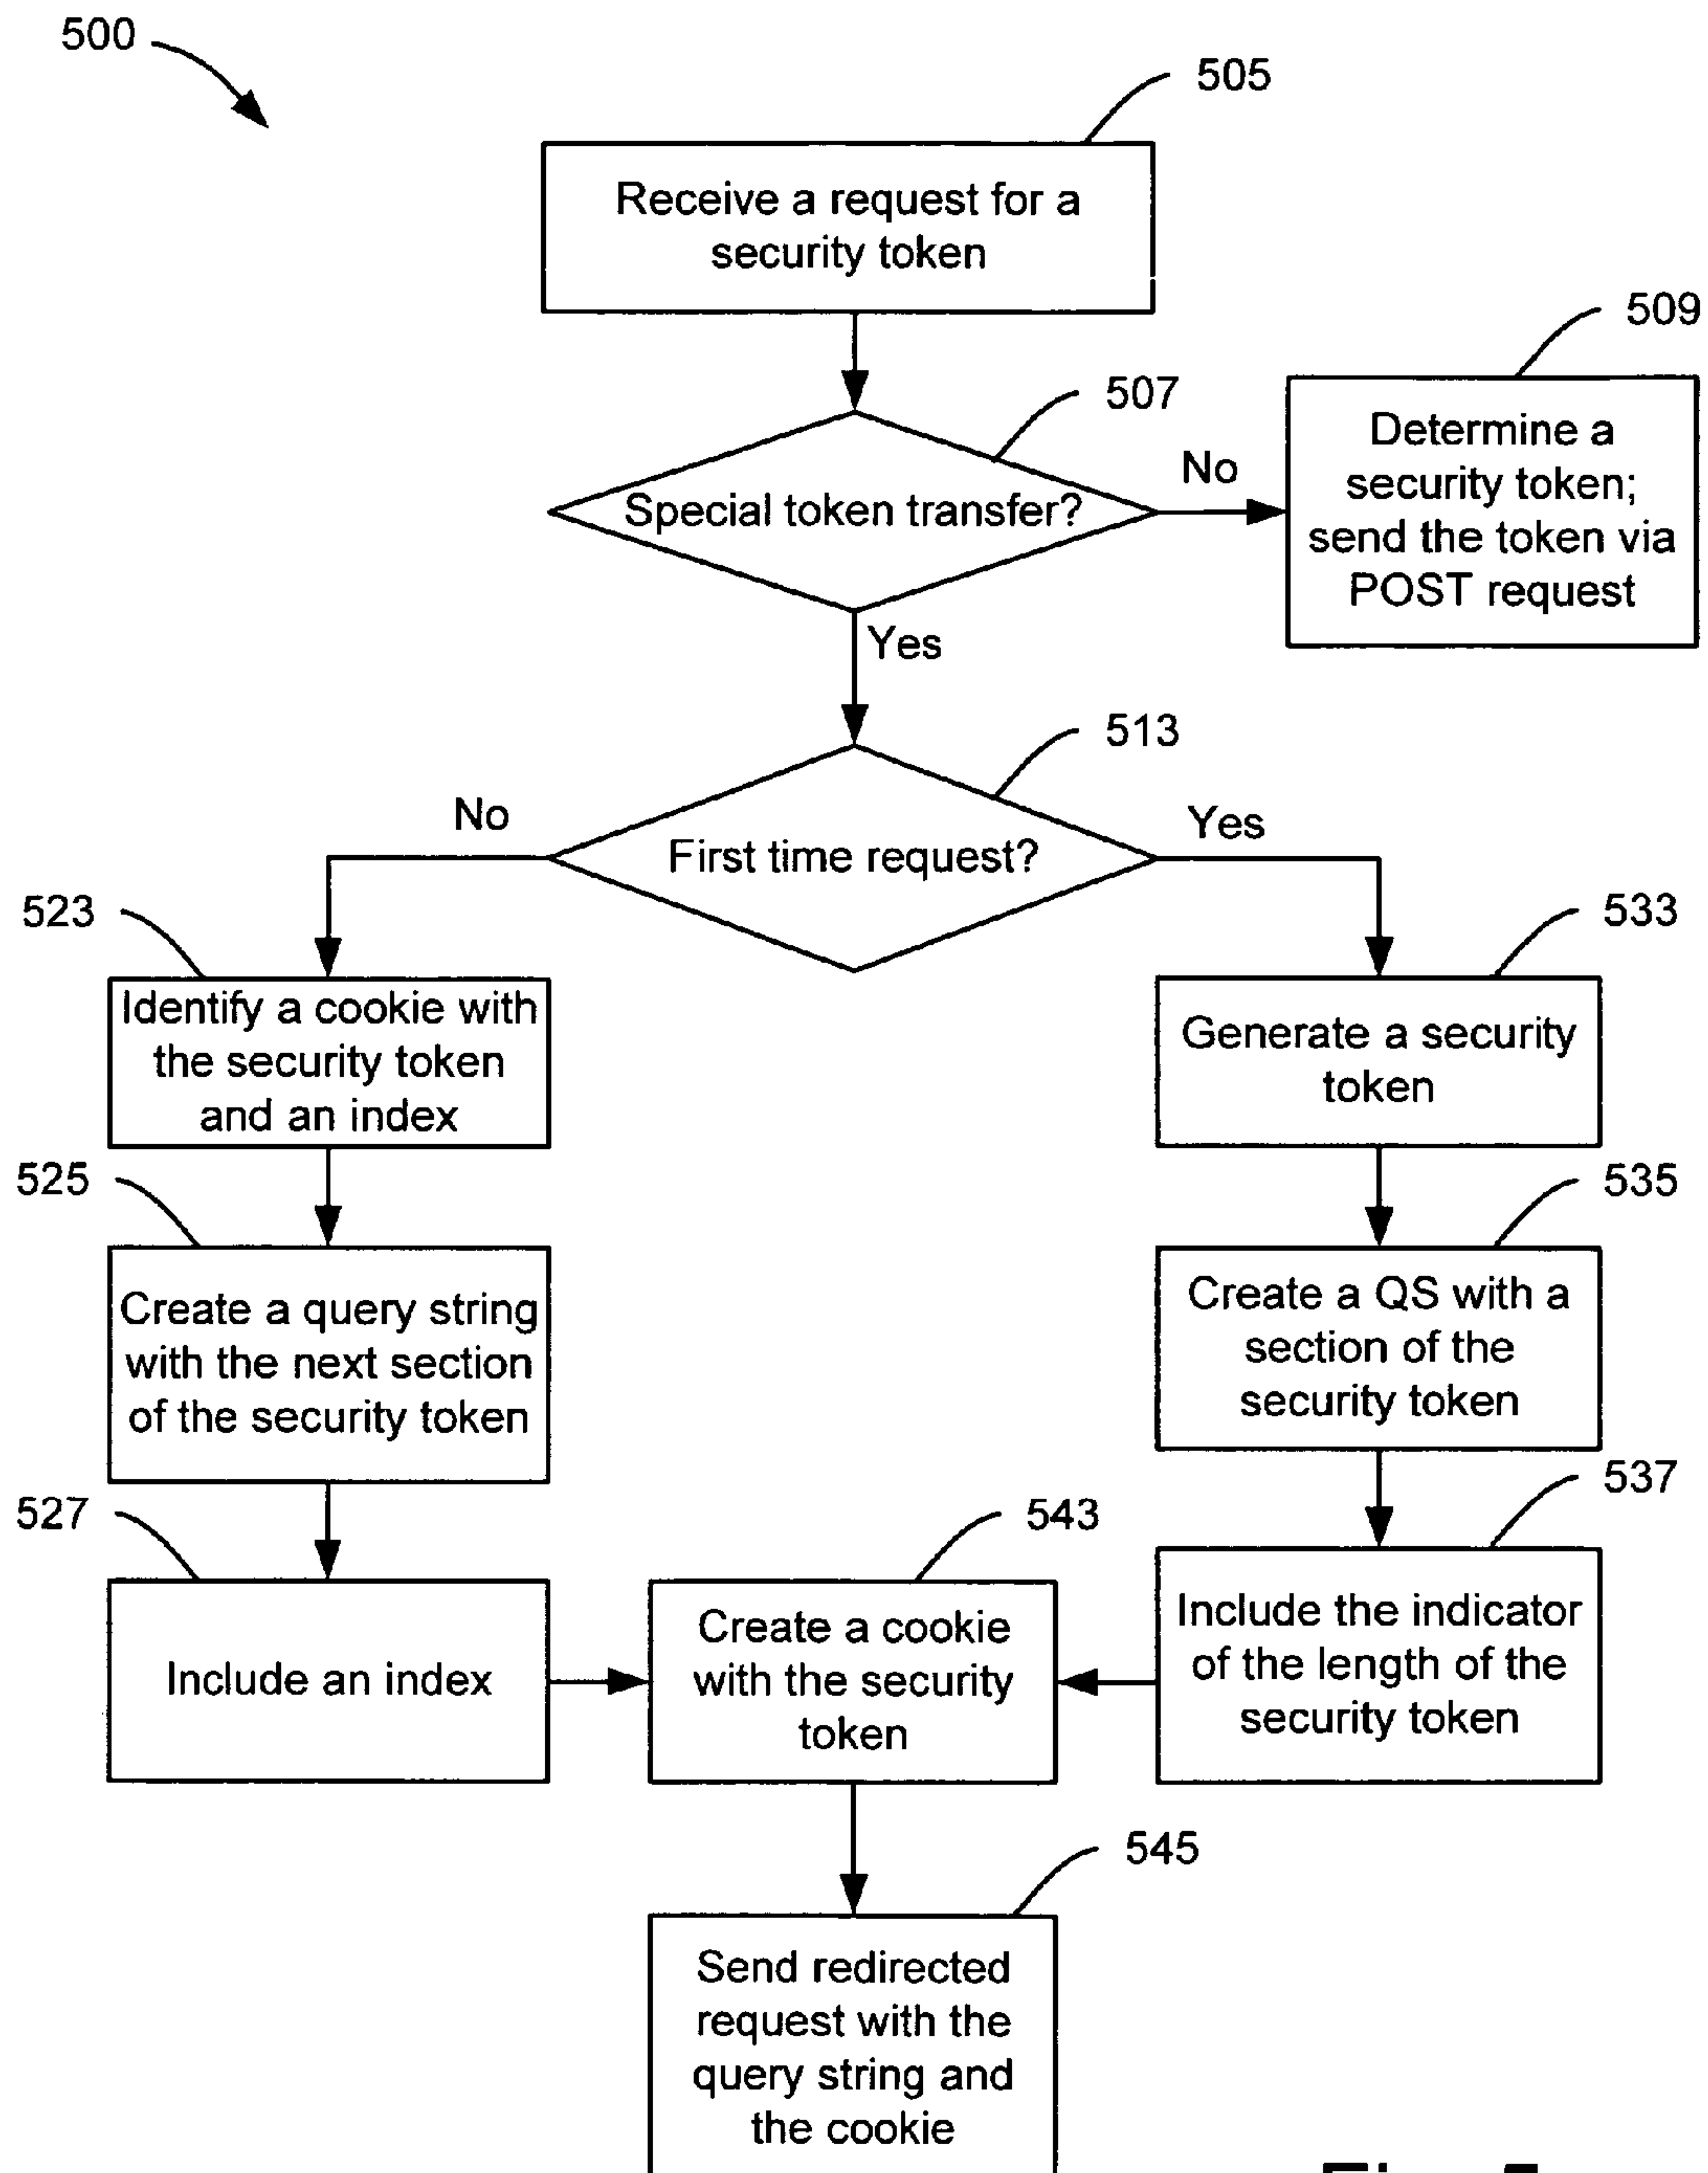 500
505
Receive a request for a
security token
507
Special token transfer?
No
509
Determine a
security token;
send the token via
POST request
Yes
513
First time request?
No
Yes
523
Identify a cookie with
the security token
and an index
533
Generate a security
token
525
Create a query string
with the next section
of the security token
535
Create a QS with a
section of the
security token
527
Include an index
543
Create a cookie
with the security
token
537
Include the indicator
of the length of the
security token
545
Send redirected
request with the
query string and
the cookie